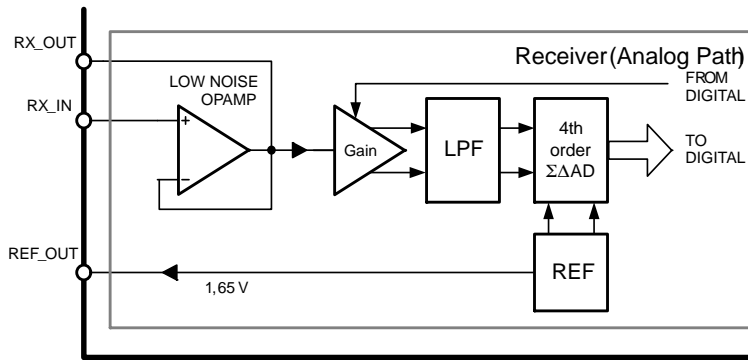 RX_OUT
Receiver (Analog Path)
LOW NOISE
OPAMP
FROM
DIGITAL
RX_IN
+
Gain
LPF
4th
order
ΣΔAD
TO
DIGITAL
−
REF_OUT
REF
1,65 V